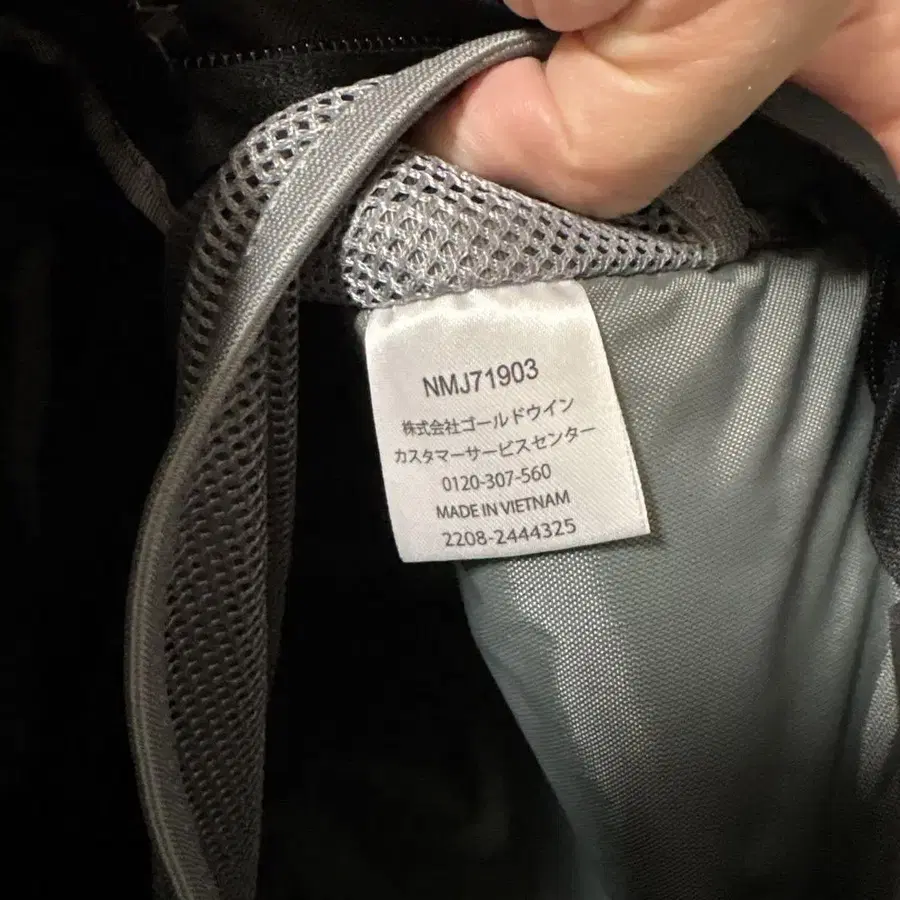 NMJ71903
株式会社ゴールドウイン
カスタマーサービスセンター
0120-307-560
MADE IN VIETNAM
2208-2444325